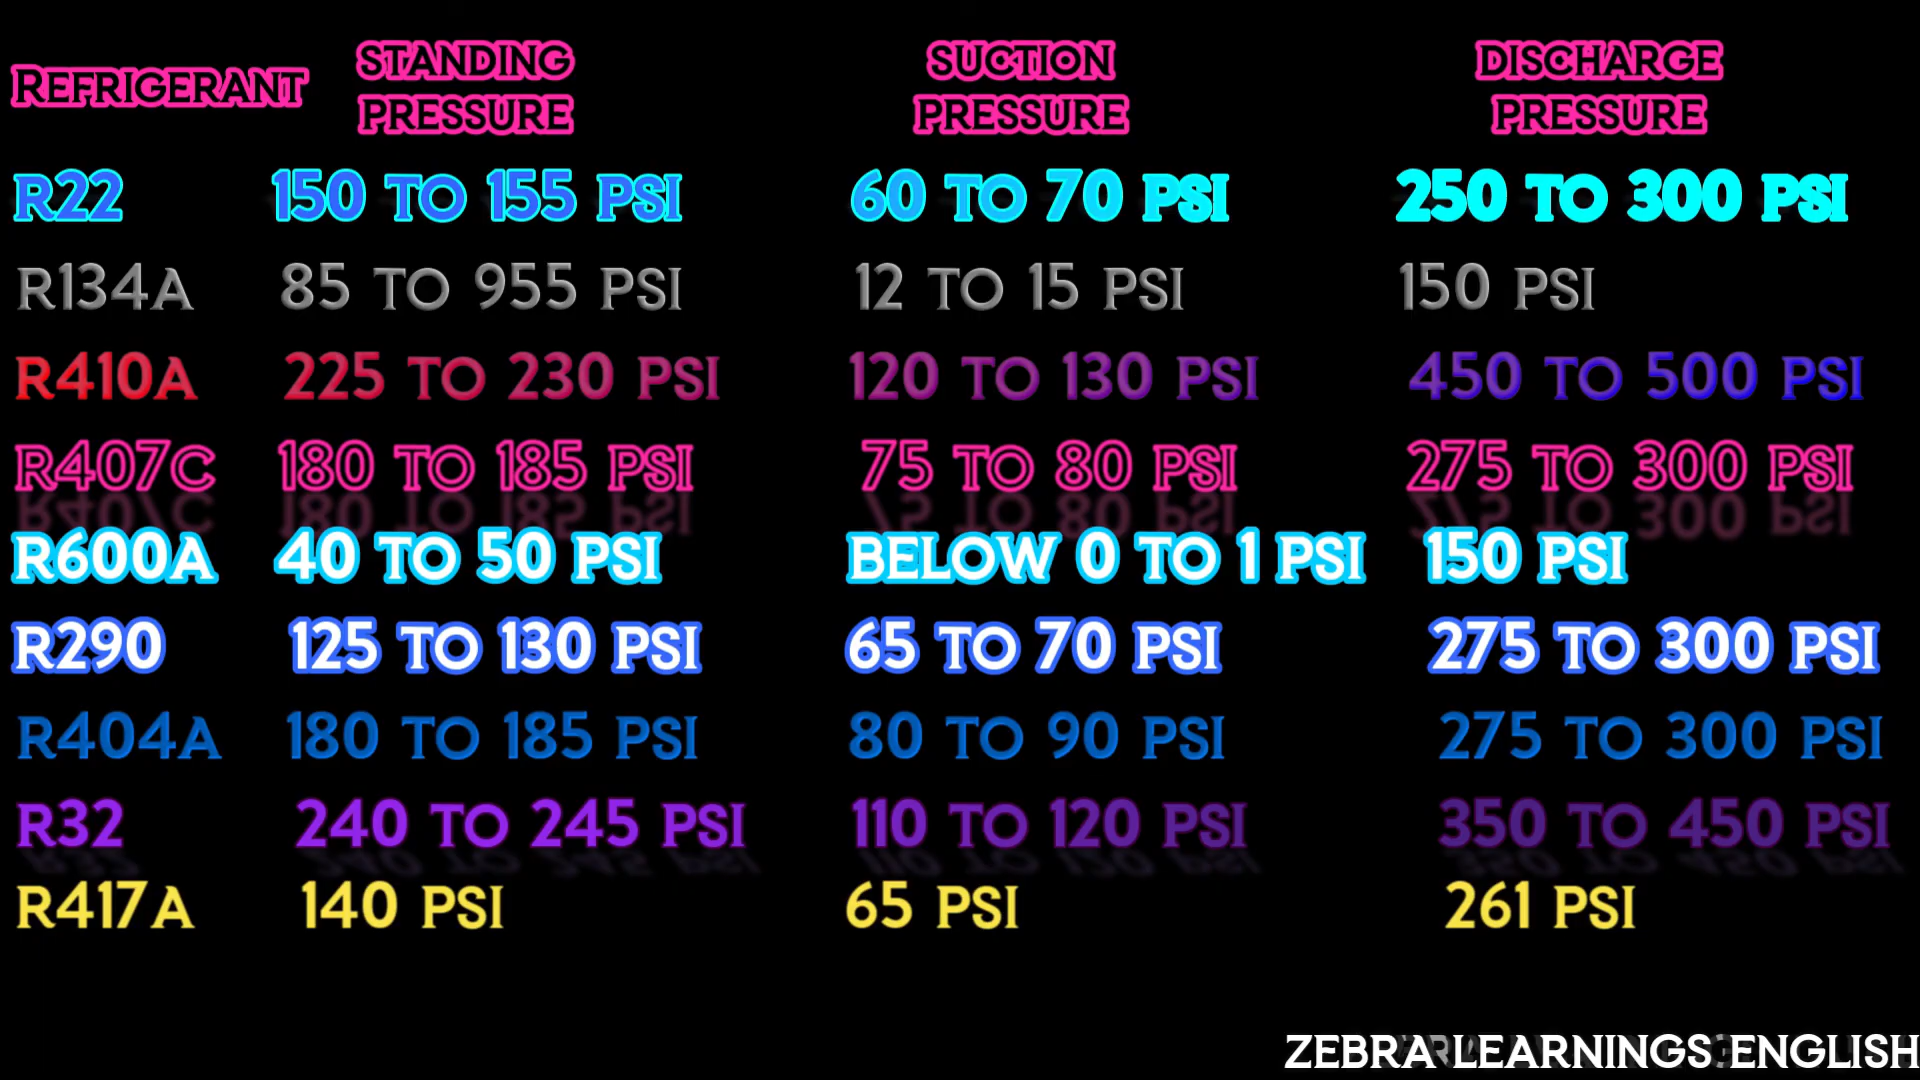 REFRIGERANT STANDING PRESSURE SUCTION PRESSURE DISCHARGE PRESSURE
R22 150 TO 155 PSI 60 TO 70 PSI 250 TO 300 PSI
R134A 85 TO 955 PSI 12 TO 15 PSI 150 PSI
R410A 225 TO 230 PSI 120 TO 130 PSI 450 TO 500 PSI
R407C 180 TO 185 PSI 75 TO 80 PSI 275 TO 300 PSI
R600A 40 TO 50 PSI BELOW 0 TO 1 PSI 150 PSI
R290 125 TO 130 PSI 65 TO 70 PSI 275 TO 300 PSI
R404A 180 TO 185 PSI 80 TO 90 PSI 275 TO 300 PSI
R32 240 TO 245 PSI 110 TO 120 PSI 350 TO 450 PSI
R417A 140 PSI 65 PSI 261 PSI
ZEBRA LEARNINGS ENGLISH